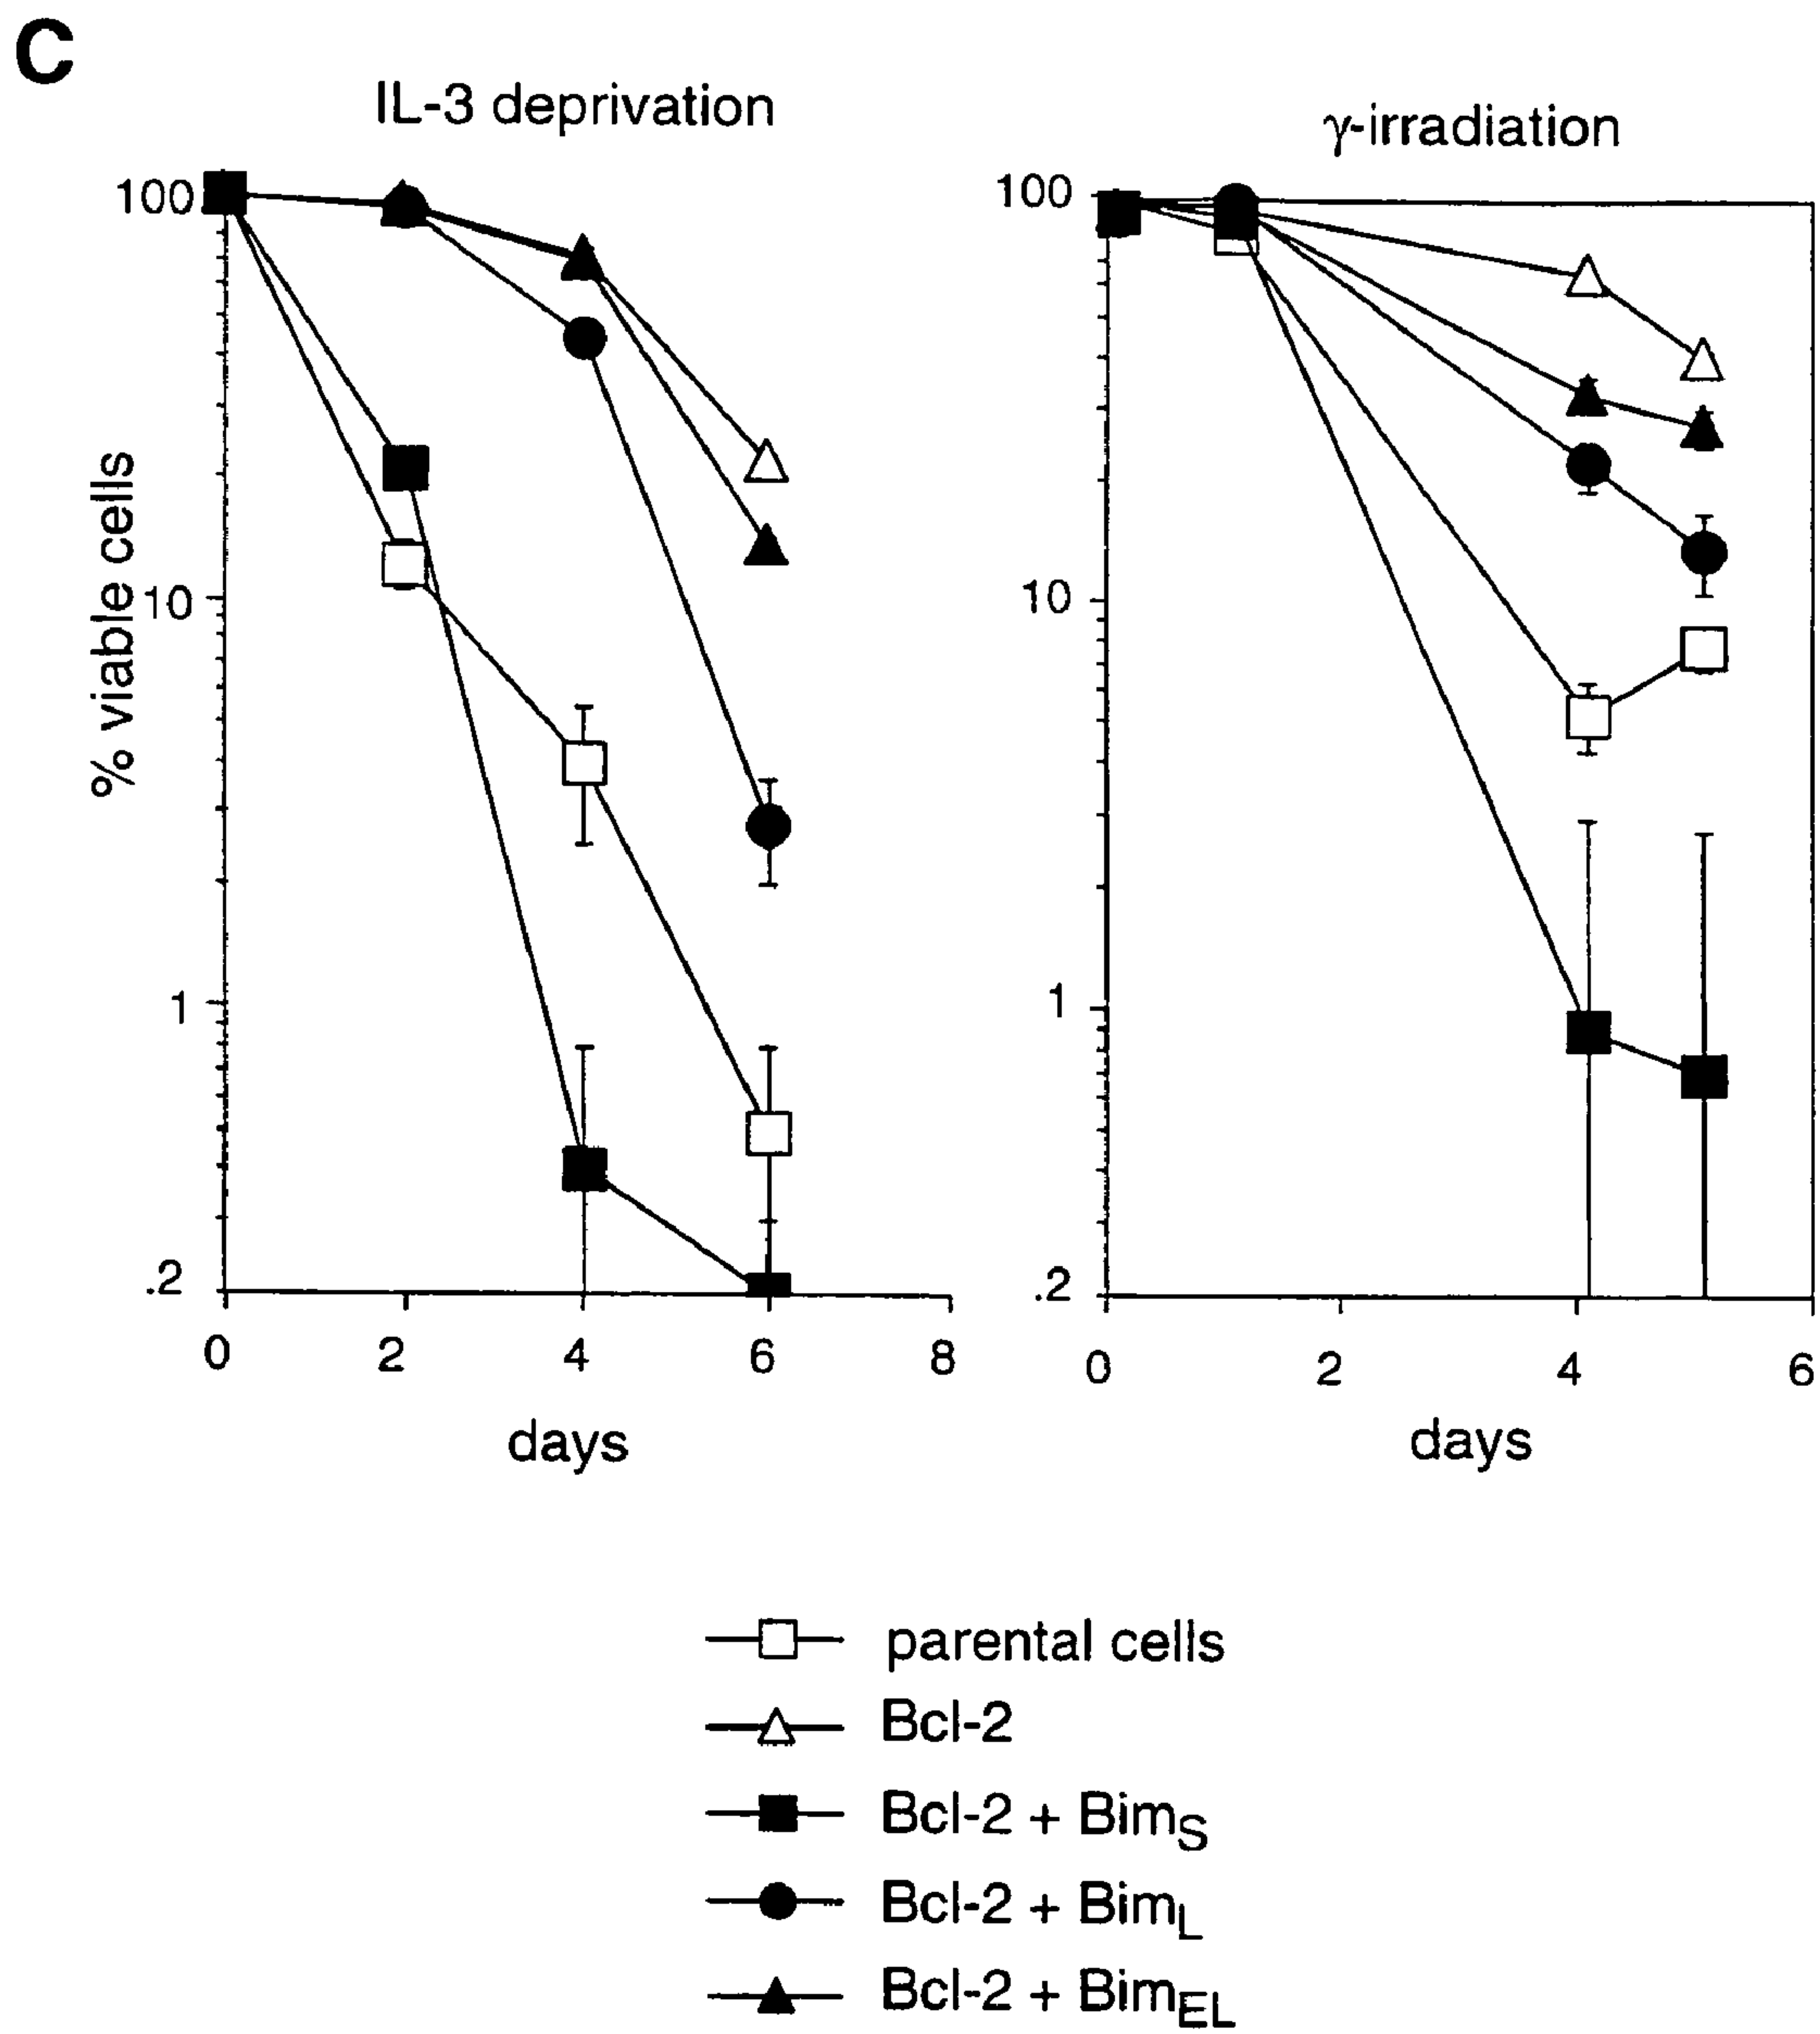 C
IL-3 deprivation
γ-irradiation
% viable cells
100
10
1
.2
0 2 4 6 8
days
100
10
1
.2
0 2 4 6
days
parental cells
Bcl-2
Bcl-2 + BimS
Bcl-2 + BimL
Bcl-2 + BimEL